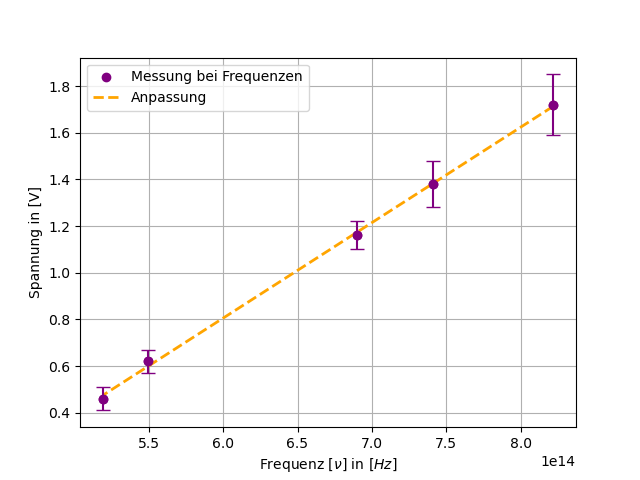 Messung bei Frequenzen
Anpassung
1.8
1.6
1.4
1.2
1.0
0.8
0.6
0.4
Spannung in [V]
5.5 6.0 6.5 7.0 7.5 8.0
1e14
Frequenz [ν] in [Hz]